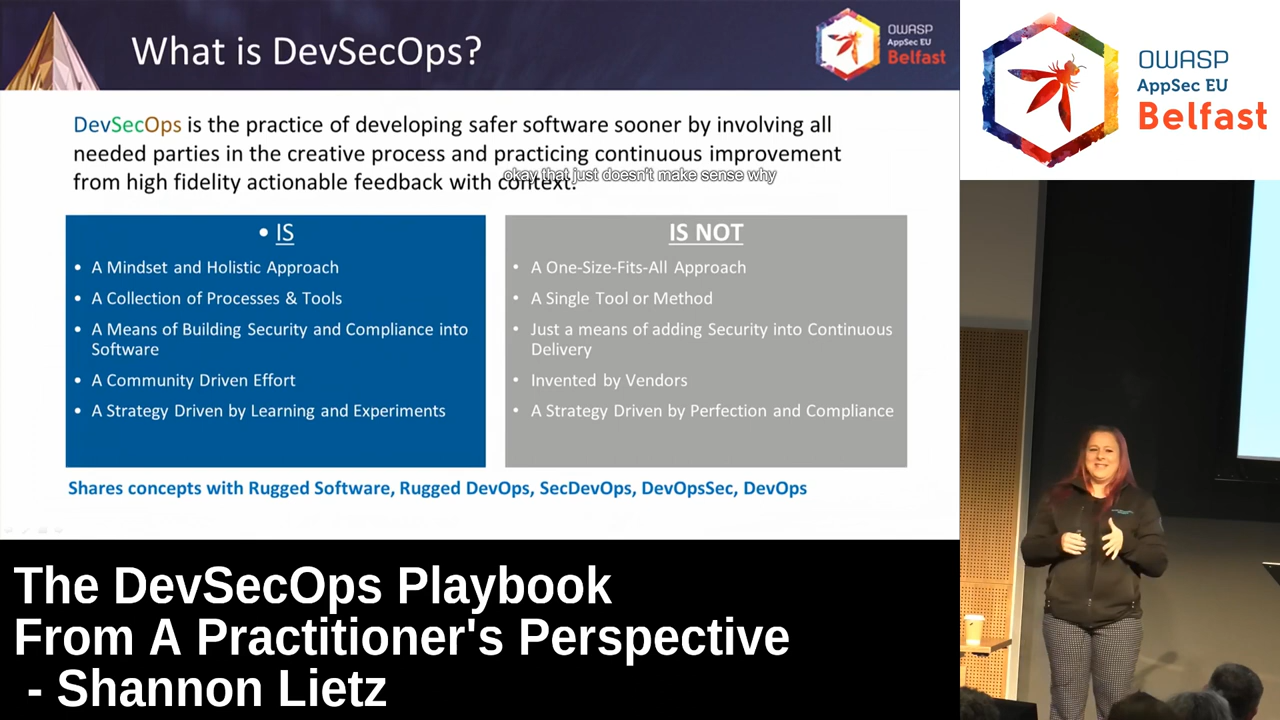 What is DevSecOps?
OWASP
AppSec EU
Belfast
DevSecOps is the practice of developing safer software sooner by involving all
needed parties in the creative process and practicing continuous improvement
from high fidelity actionable feedback with context.
okay that just doesn't make sense why
• IS
• A Mindset and Holistic Approach
• A Collection of Processes & Tools
• A Means of Building Security and Compliance into
Software
• A Community Driven Effort
• A Strategy Driven by Learning and Experiments
IS NOT
• A One-Size-Fits-All Approach
• A Single Tool or Method
• Just a means of adding Security into Continuous
Delivery
• Invented by Vendors
• A Strategy Driven by Perfection and Compliance
Shares concepts with Rugged Software, Rugged DevOps, SecDevOps, DevOpsSec, DevOps
OWASP
AppSec EU
Belfast
The DevSecOps Playbook
From A Practitioner's Perspective
- Shannon Lietz